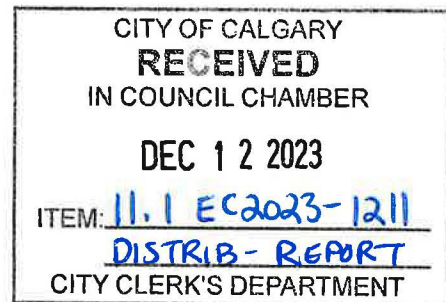 CITY OF CALGARY
RECEIVED
IN COUNCIL CHAMBER
DEC 12 2023
ITEM: 11.1 EC2023-1211
DISTRIB- REPORT
CITY CLERK'S DEPARTMENT